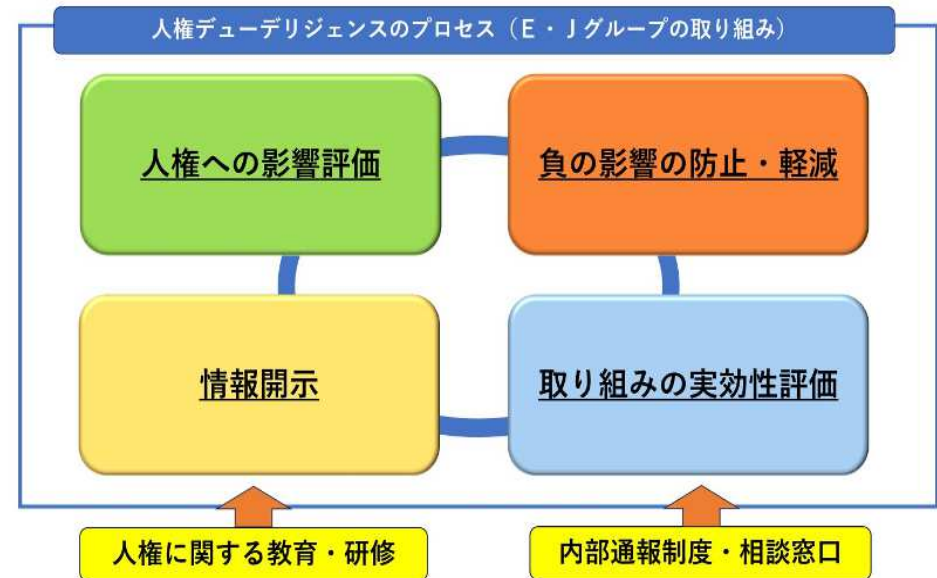 人権デューデリジェンスのプロセス（E・Jグループの取り組み）
人権への影響評価
負の影響の防止・軽減
情報開示
取り組みの実効性評価
人権に関する教育・研修
内部通報制度・相談窓口